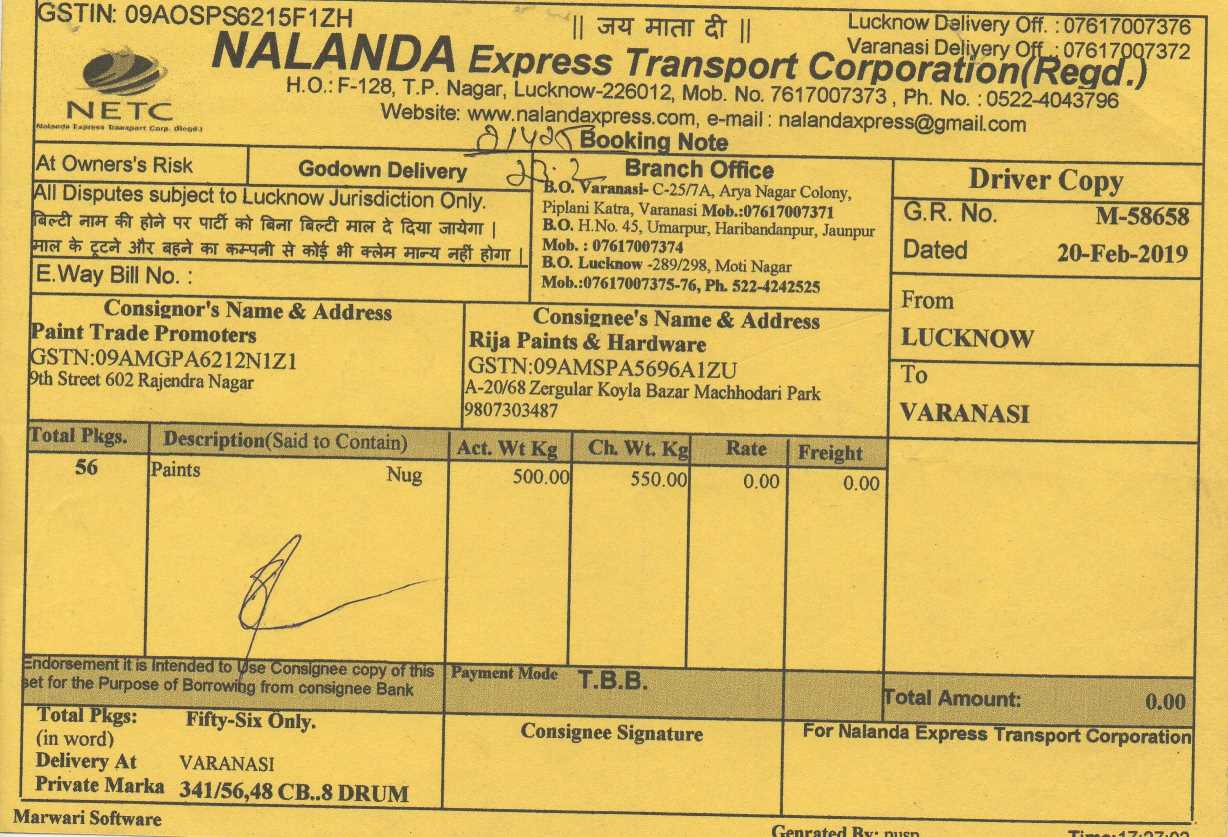 GSTIN: 09AOSPS6215F1ZH
|| जय माता दी ||
Lucknow Delivery Off. : 07617007376
Varanasi Delivery Off. : 07617007372
NETC
Nalanda Express Transport Corp. (Regd.)
NALANDA Express Transport Corporation(Regd.)
H.O.: F-128, T.P. Nagar, Lucknow-226012, Mob. No. 7617007373 , Ph. No. : 0522-4043796
Website: www.nalandaxpress.com, e-mail : nalandaxpress@gmail.com
Booking Note
At Owners's Risk
Godown Delivery
All Disputes subject to Lucknow Jurisdiction Only.
बिल्टी नाम की होने पर पार्टी को बिना बिल्टी माल दे दिया जायेगा |
माल के टूटने और बहने का कम्पनी से कोई भी क्लेम मान्य नहीं होगा |
E.Way Bill No. :
Branch Office
B.O. Varanasi- C-25/7A, Arya Nagar Colony,
Piplani Katra, Varanasi Mob.:07617007371
B.O. H.No. 45, Umarpur, Haribandanpur, Jaunpur
Mob. : 07617007374
B.O. Lucknow -289/298, Moti Nagar
Mob.:07617007375-76, Ph. 522-4242525
Driver Copy
G.R. No. M-58658
Dated 20-Feb-2019
From
LUCKNOW
To
VARANASI
Consignor's Name & Address
Paint Trade Promoters
GSTN:09AMGPA6212N1Z1
9th Street 602 Rajendra Nagar
Consignee's Name & Address
Rija Paints & Hardware
GSTN:09AMSPA5696A1ZU
A-20/68 Zergular Koyla Bazar Machhodari Park
9807303487
Total Pkgs. Description(Said to Contain) Act. Wt Kg Ch. Wt. Kg Rate Freight
56 Paints Nug 500.00 550.00 0.00 0.00
Endorsement it is Intended to Use Consignee copy of this
set for the Purpose of Borrowing from consignee Bank
Payment Mode T.B.B.
Total Amount: 0.00
Total Pkgs: Fifty-Six Only.
(in word)
Delivery At VARANASI
Private Marka 341/56,48 CB..8 DRUM
Consignee Signature
For Nalanda Express Transport Corporation
Marwari Software
Genrated By: pusp
Time:17:27:02